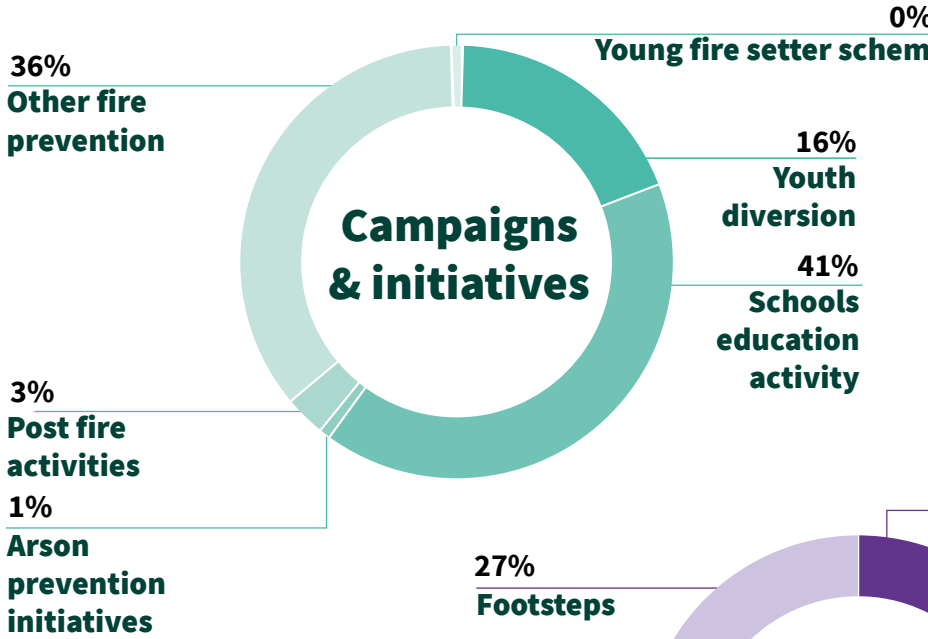 0%
Young fire setter schem
36%
Other fire
prevention
16%
Youth
diversion
Campaigns
& initiatives
41%
Schools
education
activity
3%
Post fire
activities
1%
Arson
prevention
initiatives
27%
Footsteps